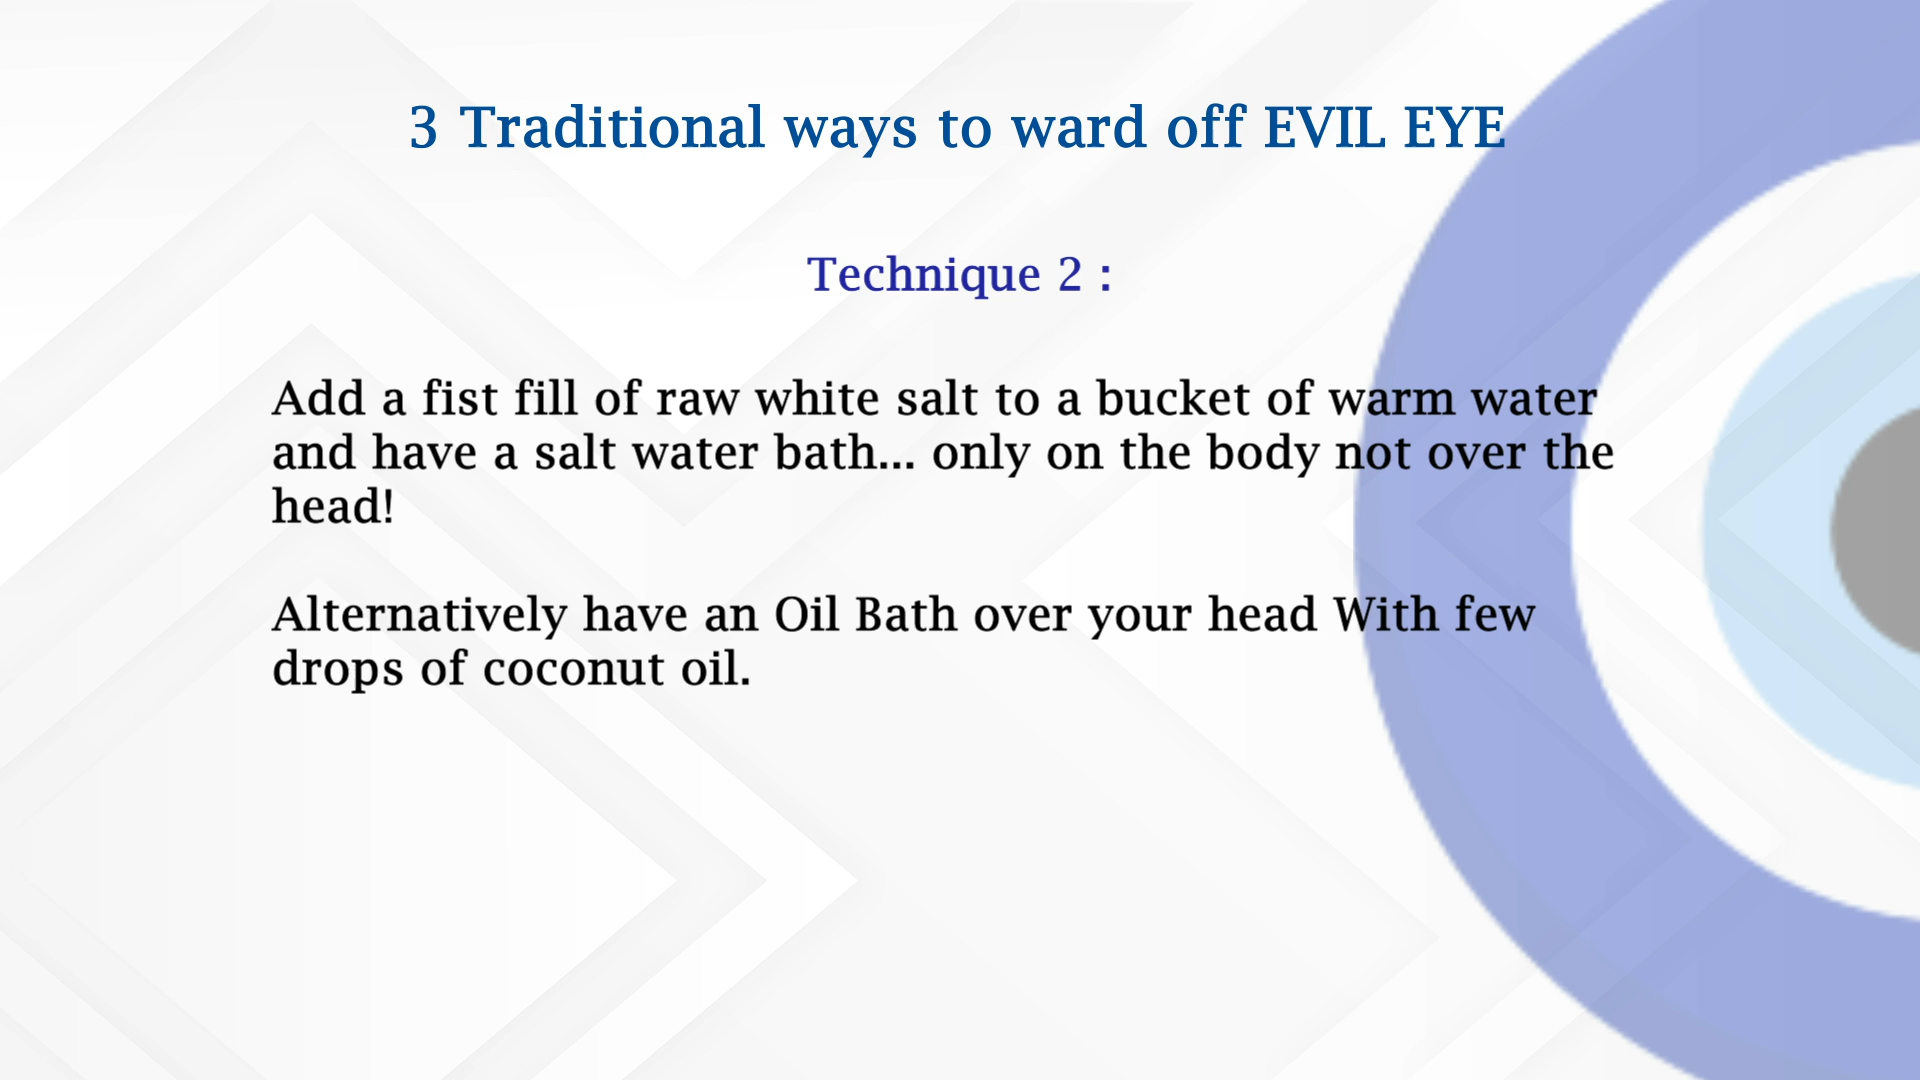 3 Traditional ways to ward off EVIL EYE
Technique 2 :
Add a fist fill of raw white salt to a bucket of warm water
and have a salt water bath... only on the body not over the
head!
Alternatively have an Oil Bath over your head With few
drops of coconut oil.